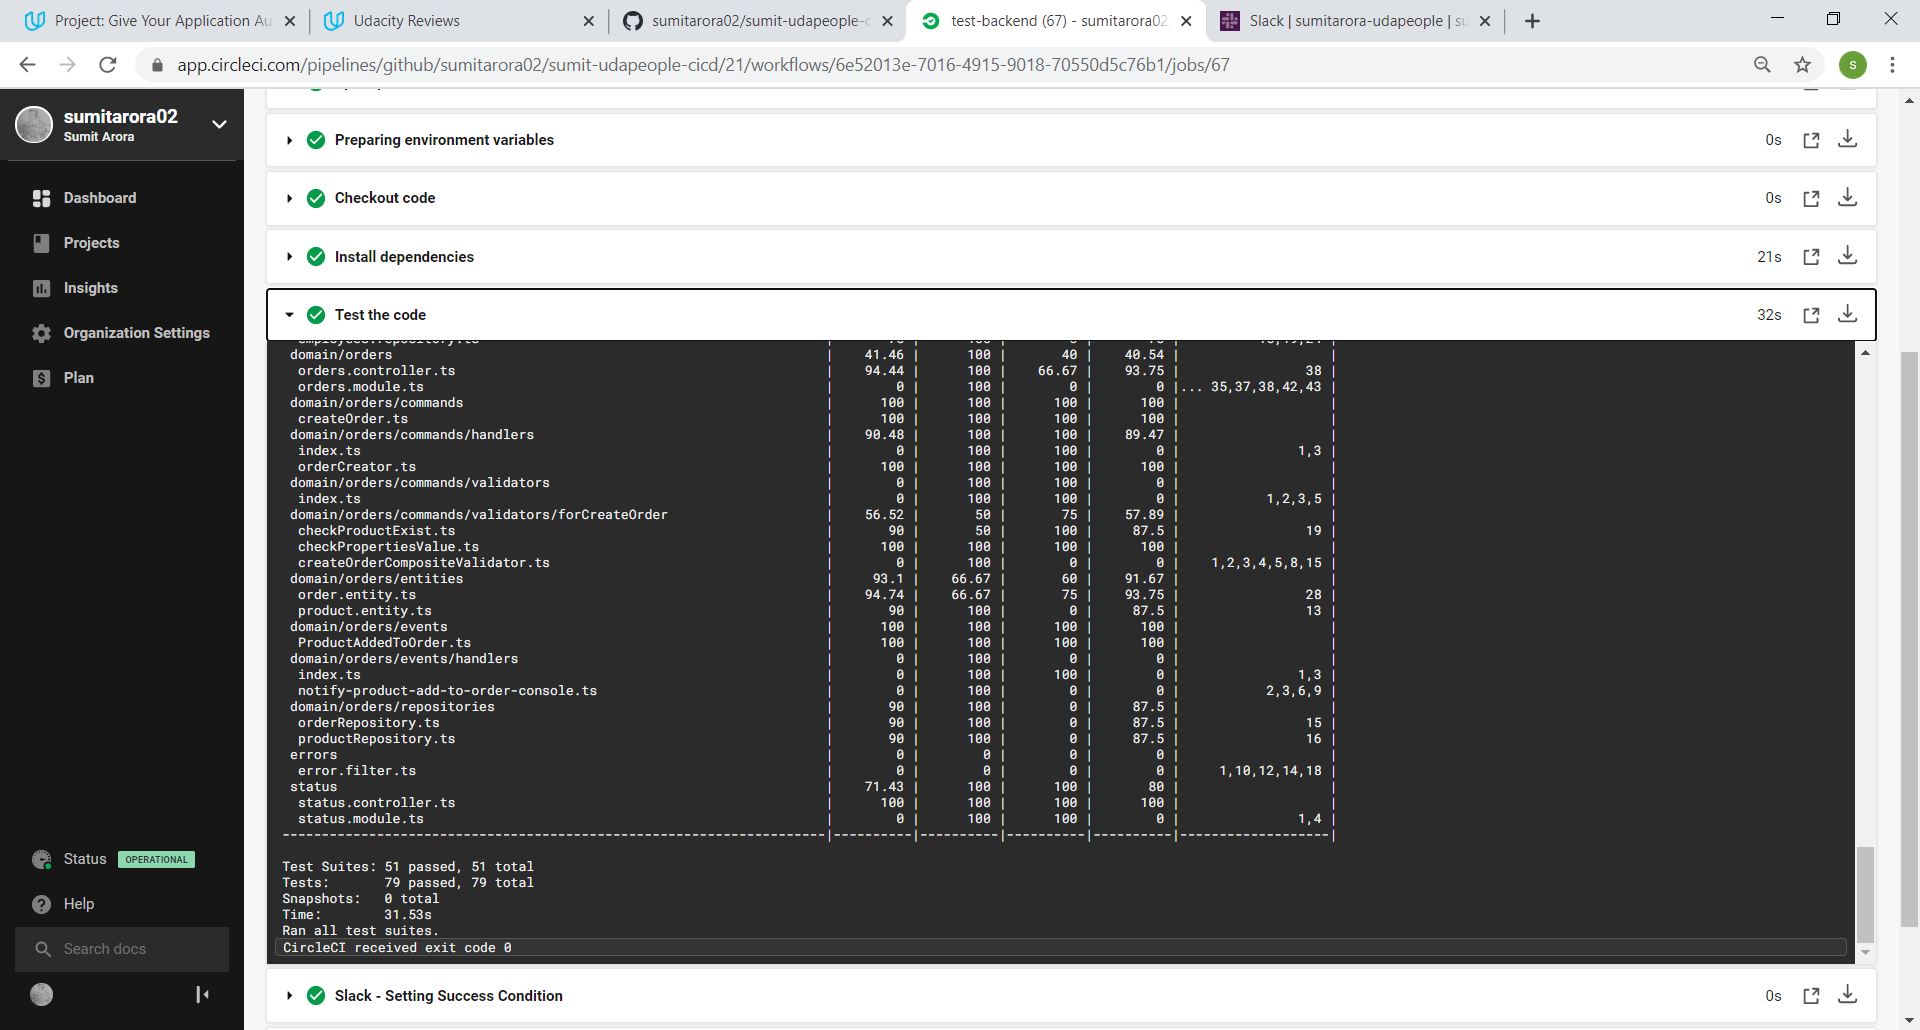 Project: Give Your Application Au
Udacity Reviews
sumitarora02/sumit-udapeople-c
test-backend (67) - sumitarora02
Slack | sumitarora-udapeople | su
app.circleci.com/pipelines/github/sumitarora02/sumit-udapeople-cicd/21/workflows/6e52013e-7016-4915-9018-70550d5c76b1/jobs/67
s
sumitarora02
Sumit Arora
Dashboard
Projects
Insights
Organization Settings
Plan
Status OPERATIONAL
Help
Search docs
Preparing environment variables 0s
Checkout code 0s
Install dependencies 21s
Test the code 32s
domain/orders | 41.46 | 100 | 40 | 40.54 | |
orders.controller.ts | 94.44 | 100 | 66.67 | 93.75 | 38 |
orders.module.ts | 0 | 100 | 0 | 0 |... 35,37,38,42,43 |
domain/orders/commands | 100 | 100 | 100 | 100 | |
createOrder.ts | 100 | 100 | 100 | 100 | |
domain/orders/commands/handlers | 90.48 | 100 | 100 | 89.47 | |
index.ts | 0 | 100 | 100 | 0 | 1,3 |
orderCreator.ts | 100 | 100 | 100 | 100 | |
domain/orders/commands/validators | 0 | 100 | 100 | 0 | |
index.ts | 0 | 100 | 100 | 0 | 1,2,3,5 |
domain/orders/commands/validators/forCreateOrder | 56.52 | 50 | 75 | 57.89 | |
checkProductExist.ts | 90 | 50 | 100 | 87.5 | 19 |
checkPropertiesValue.ts | 100 | 100 | 100 | 100 | |
createOrderCompositeValidator.ts | 0 | 100 | 0 | 0 | 1,2,3,4,5,8,15 |
domain/orders/entities | 93.1 | 66.67 | 60 | 91.67 | |
order.entity.ts | 94.74 | 66.67 | 75 | 93.75 | 28 |
product.entity.ts | 90 | 100 | 0 | 87.5 | 13 |
domain/orders/events | 100 | 100 | 100 | 100 | |
ProductAddedToOrder.ts | 100 | 100 | 100 | 100 | |
domain/orders/events/handlers | 0 | 100 | 0 | 0 | |
index.ts | 0 | 100 | 100 | 0 | 1,3 |
notify-product-add-to-order-console.ts | 0 | 100 | 0 | 0 | 2,3,6,9 |
domain/orders/repositories | 90 | 100 | 0 | 87.5 | |
orderRepository.ts | 90 | 100 | 0 | 87.5 | 15 |
productRepository.ts | 90 | 100 | 0 | 87.5 | 16 |
errors | 0 | 0 | 0 | 0 | |
error.filter.ts | 0 | 0 | 0 | 0 | 1,10,12,14,18 |
status | 71.43 | 100 | 100 | 80 | |
status.controller.ts | 100 | 100 | 100 | 100 | |
status.module.ts | 0 | 100 | 100 | 0 | 1,4 |
Test Suites: 51 passed, 51 total
Tests: 79 passed, 79 total
Snapshots: 0 total
Time: 31.53s
Ran all test suites.
CircleCI received exit code 0
Slack - Setting Success Condition 0s